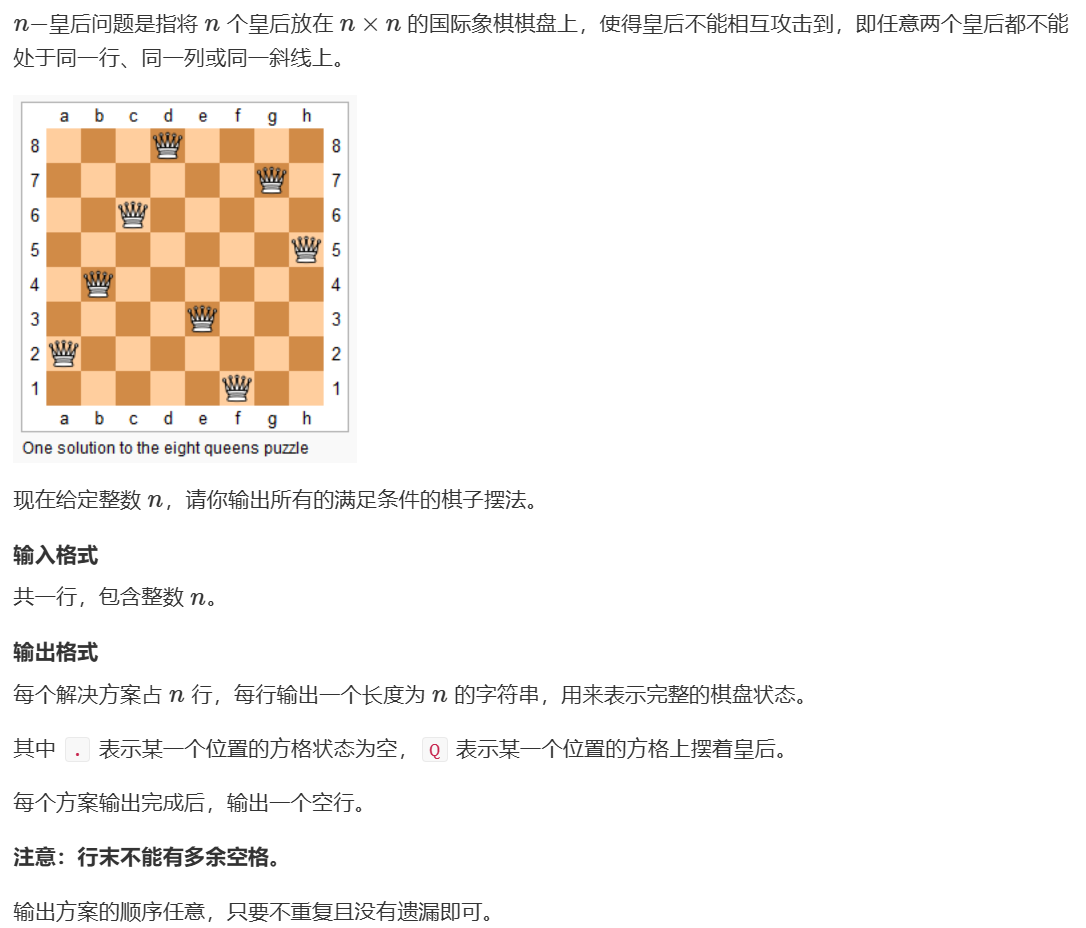 n−皇后问题是指将 n 个皇后放在 n × n 的国际象棋棋盘上，使得皇后不能相互攻击到，即任意两个皇后都不能
处于同一行、同一列或同一斜线上。
a b c d e f g h
8 8
7 7
6 6
5 5
4 4
3 3
2 2
1 1
a b c d e f g h
One solution to the eight queens puzzle
现在给定整数 n，请你输出所有的满足条件的棋子摆法。
输入格式
共一行，包含整数 n。
输出格式
每个解决方案占 n 行，每行输出一个长度为 n 的字符串，用来表示完整的棋盘状态。
其中 . 表示某一个位置的方格状态为空， Q 表示某一个位置的方格上摆着皇后。
每个方案输出完成后，输出一个空行。
注意：行末不能有多余空格。
输出方案的顺序任意，只要不重复且没有遗漏即可。